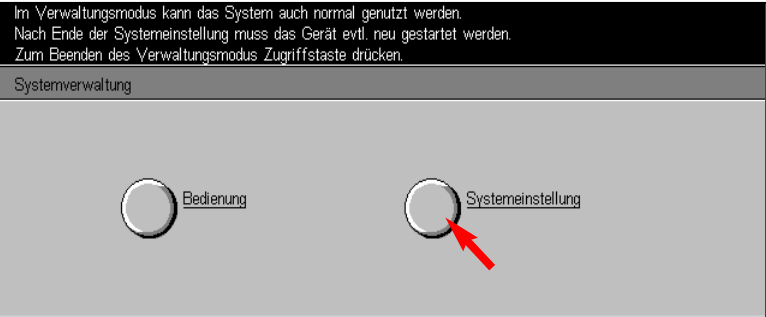 Im Verwaltungsmodus kann das System auch normal genutzt werden.
Nach Ende der Systemeinstellung muss das Gerät evtl. neu gestartet werden.
Zum Beenden des Verwaltungsmodus Zugriffstaste drücken.
Systemverwaltung
Bedienung
Systemeinstellung